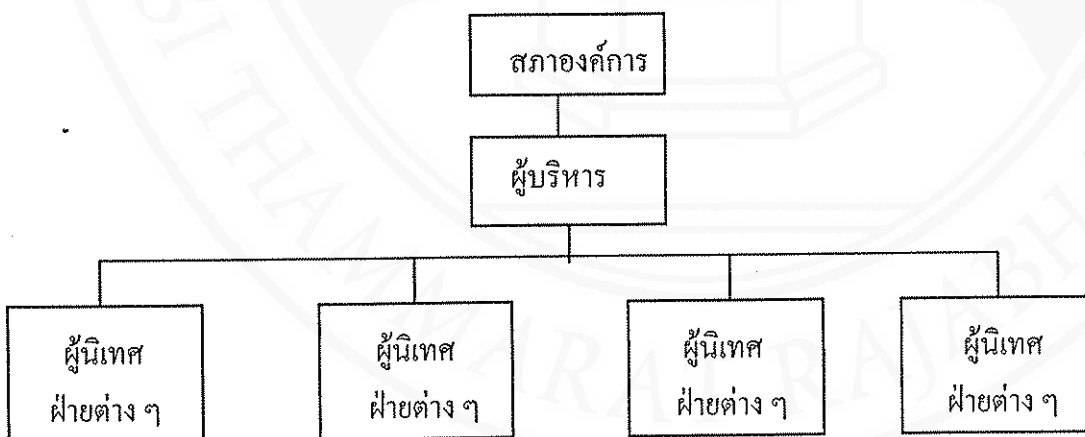 สภาองค์การ
ผู้บริหาร
ผู้นิเทศ
ฝ่ายต่าง ๆ
ผู้นิเทศ
ฝ่ายต่าง ๆ
ผู้นิเทศ
ฝ่ายต่าง ๆ
ผู้นิเทศ
ฝ่ายต่าง ๆ